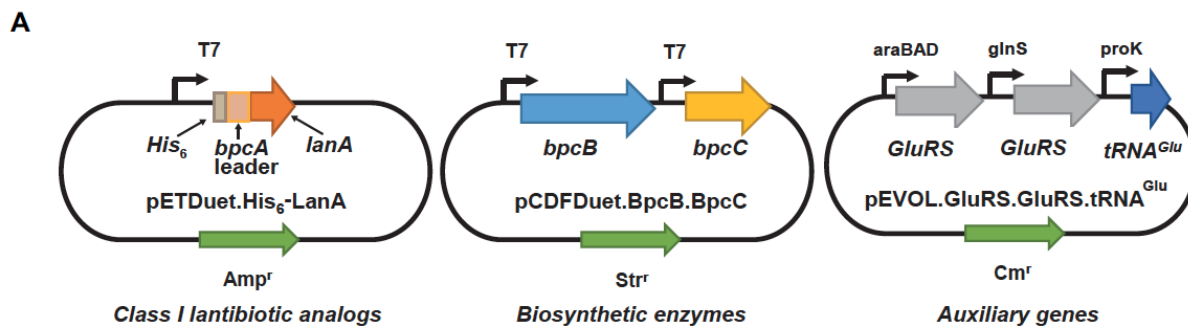 A
T7
His6
bpcA
leader
lanA
pETDuet.His6-LanA
Ampr
Class I lantibiotic analogs
T7
T7
bpcB
bpcC
pCDFDuet.BpcB.BpcC
Strr
Biosynthetic enzymes
araBAD
glnS
proK
GluRS
GluRS
tRNAGlu
pEVOL.GluRS.GluRS.tRNAGlu
Cmr
Auxiliary genes